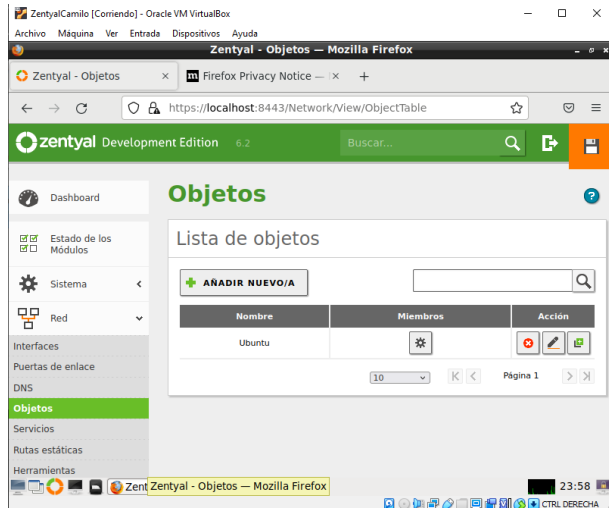 ZentyalCamilo [Corriendo] - Oracle VM VirtualBox
Archivo Máquina Ver Entrada Dispositivos Ayuda
Zentyal - Objetos — Mozilla Firefox
Zentyal - Objetos × m Firefox Privacy Notice — × +
https://localhost:8443/Network/View/ObjectTable
zentyal Development Edition 6.2 Buscar...
Dashboard
Objetos
Estado de los
Módulos
Lista de objetos
Sistema
AÑADIR NUEVO/A
Red
Nombre Miembros Acción
Ubuntu
Interfaces
Puertas de enlace
10 Página 1
DNS
Objetos
Servicios
Rutas estáticas
Herramientas
Zent Zentyal - Objetos — Mozilla Firefox 23:58
CTRL DERECHA